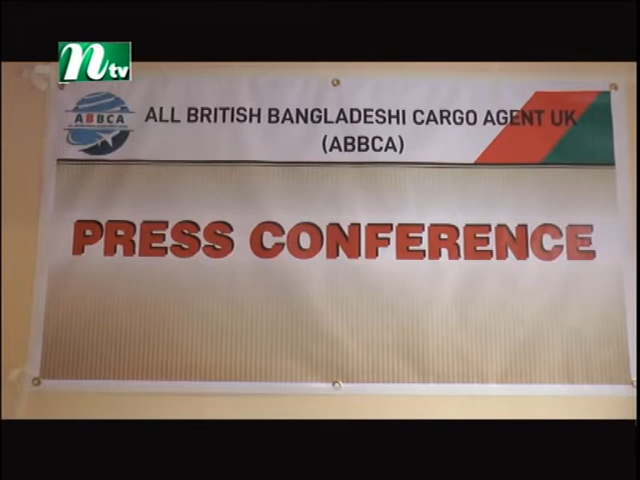 ntv
ABBCA
ALL BRITISH BANGLADESHI CARGO AGENT UK
(ABBCA)
PRESS CONFERENCE